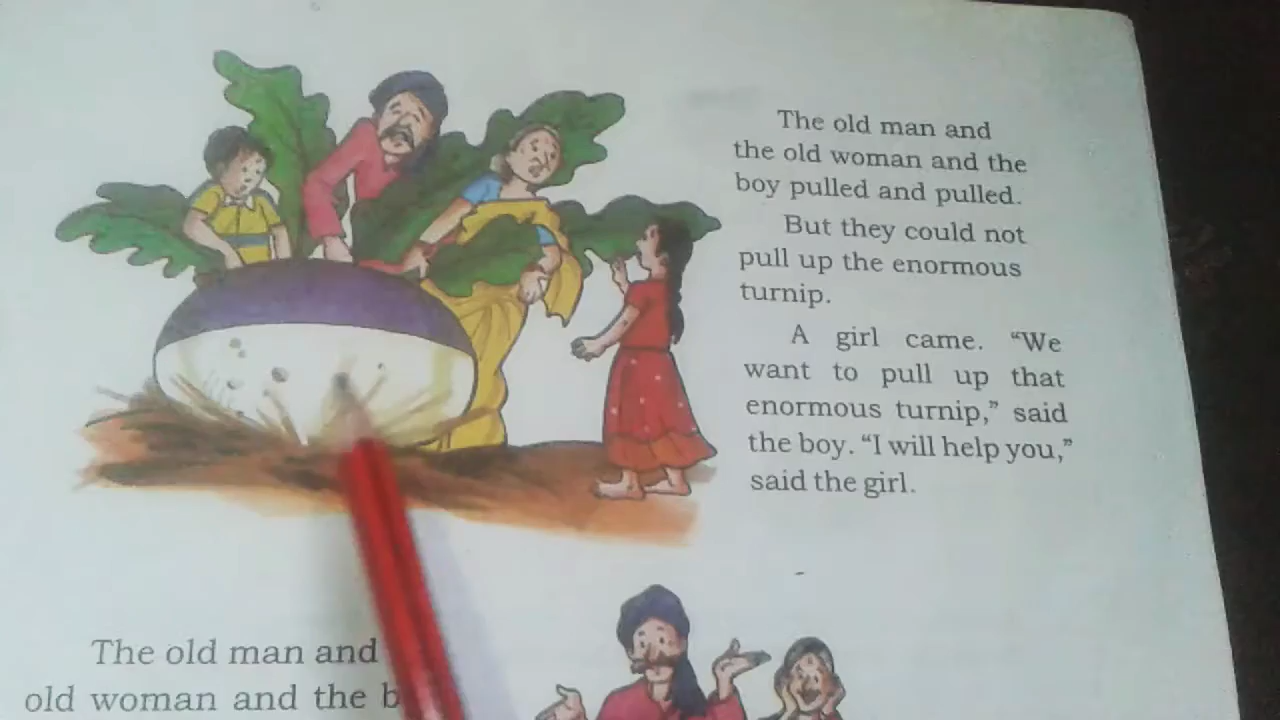 The old man and
the old woman and the
boy pulled and pulled.
But they could not
pull up the enormous
turnip.
A girl came. “We
want to pull up that
enormous turnip,” said
the boy. “I will help you,”
said the girl.
The old man and
old woman and the